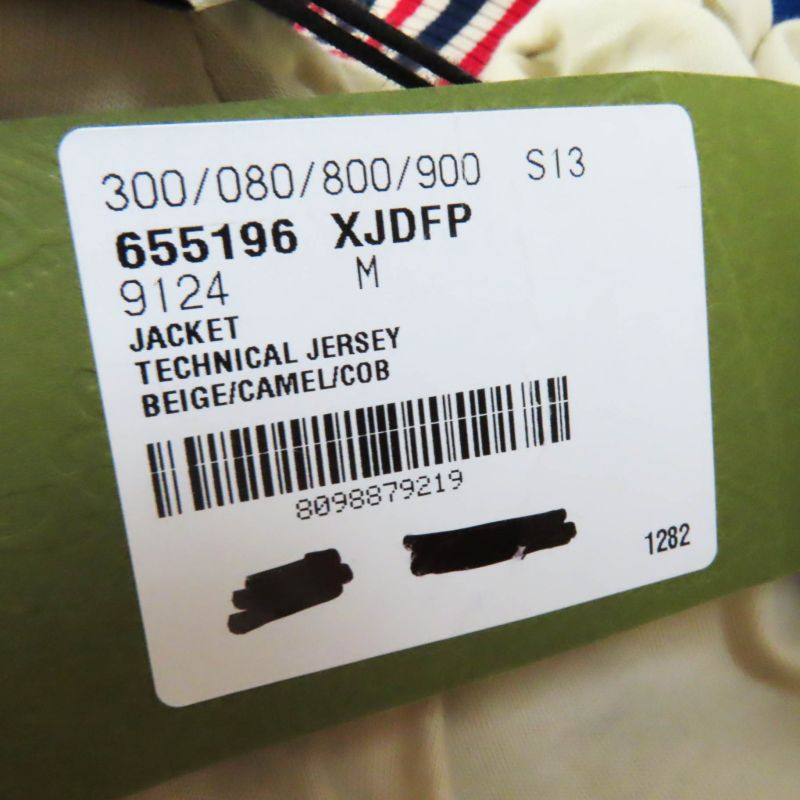 300/080/800/900 S13
655196 XJDFP
9124 M
JACKET
TECHNICAL JERSEY
BEIGE/CAMEL/COB
8098879219
1282